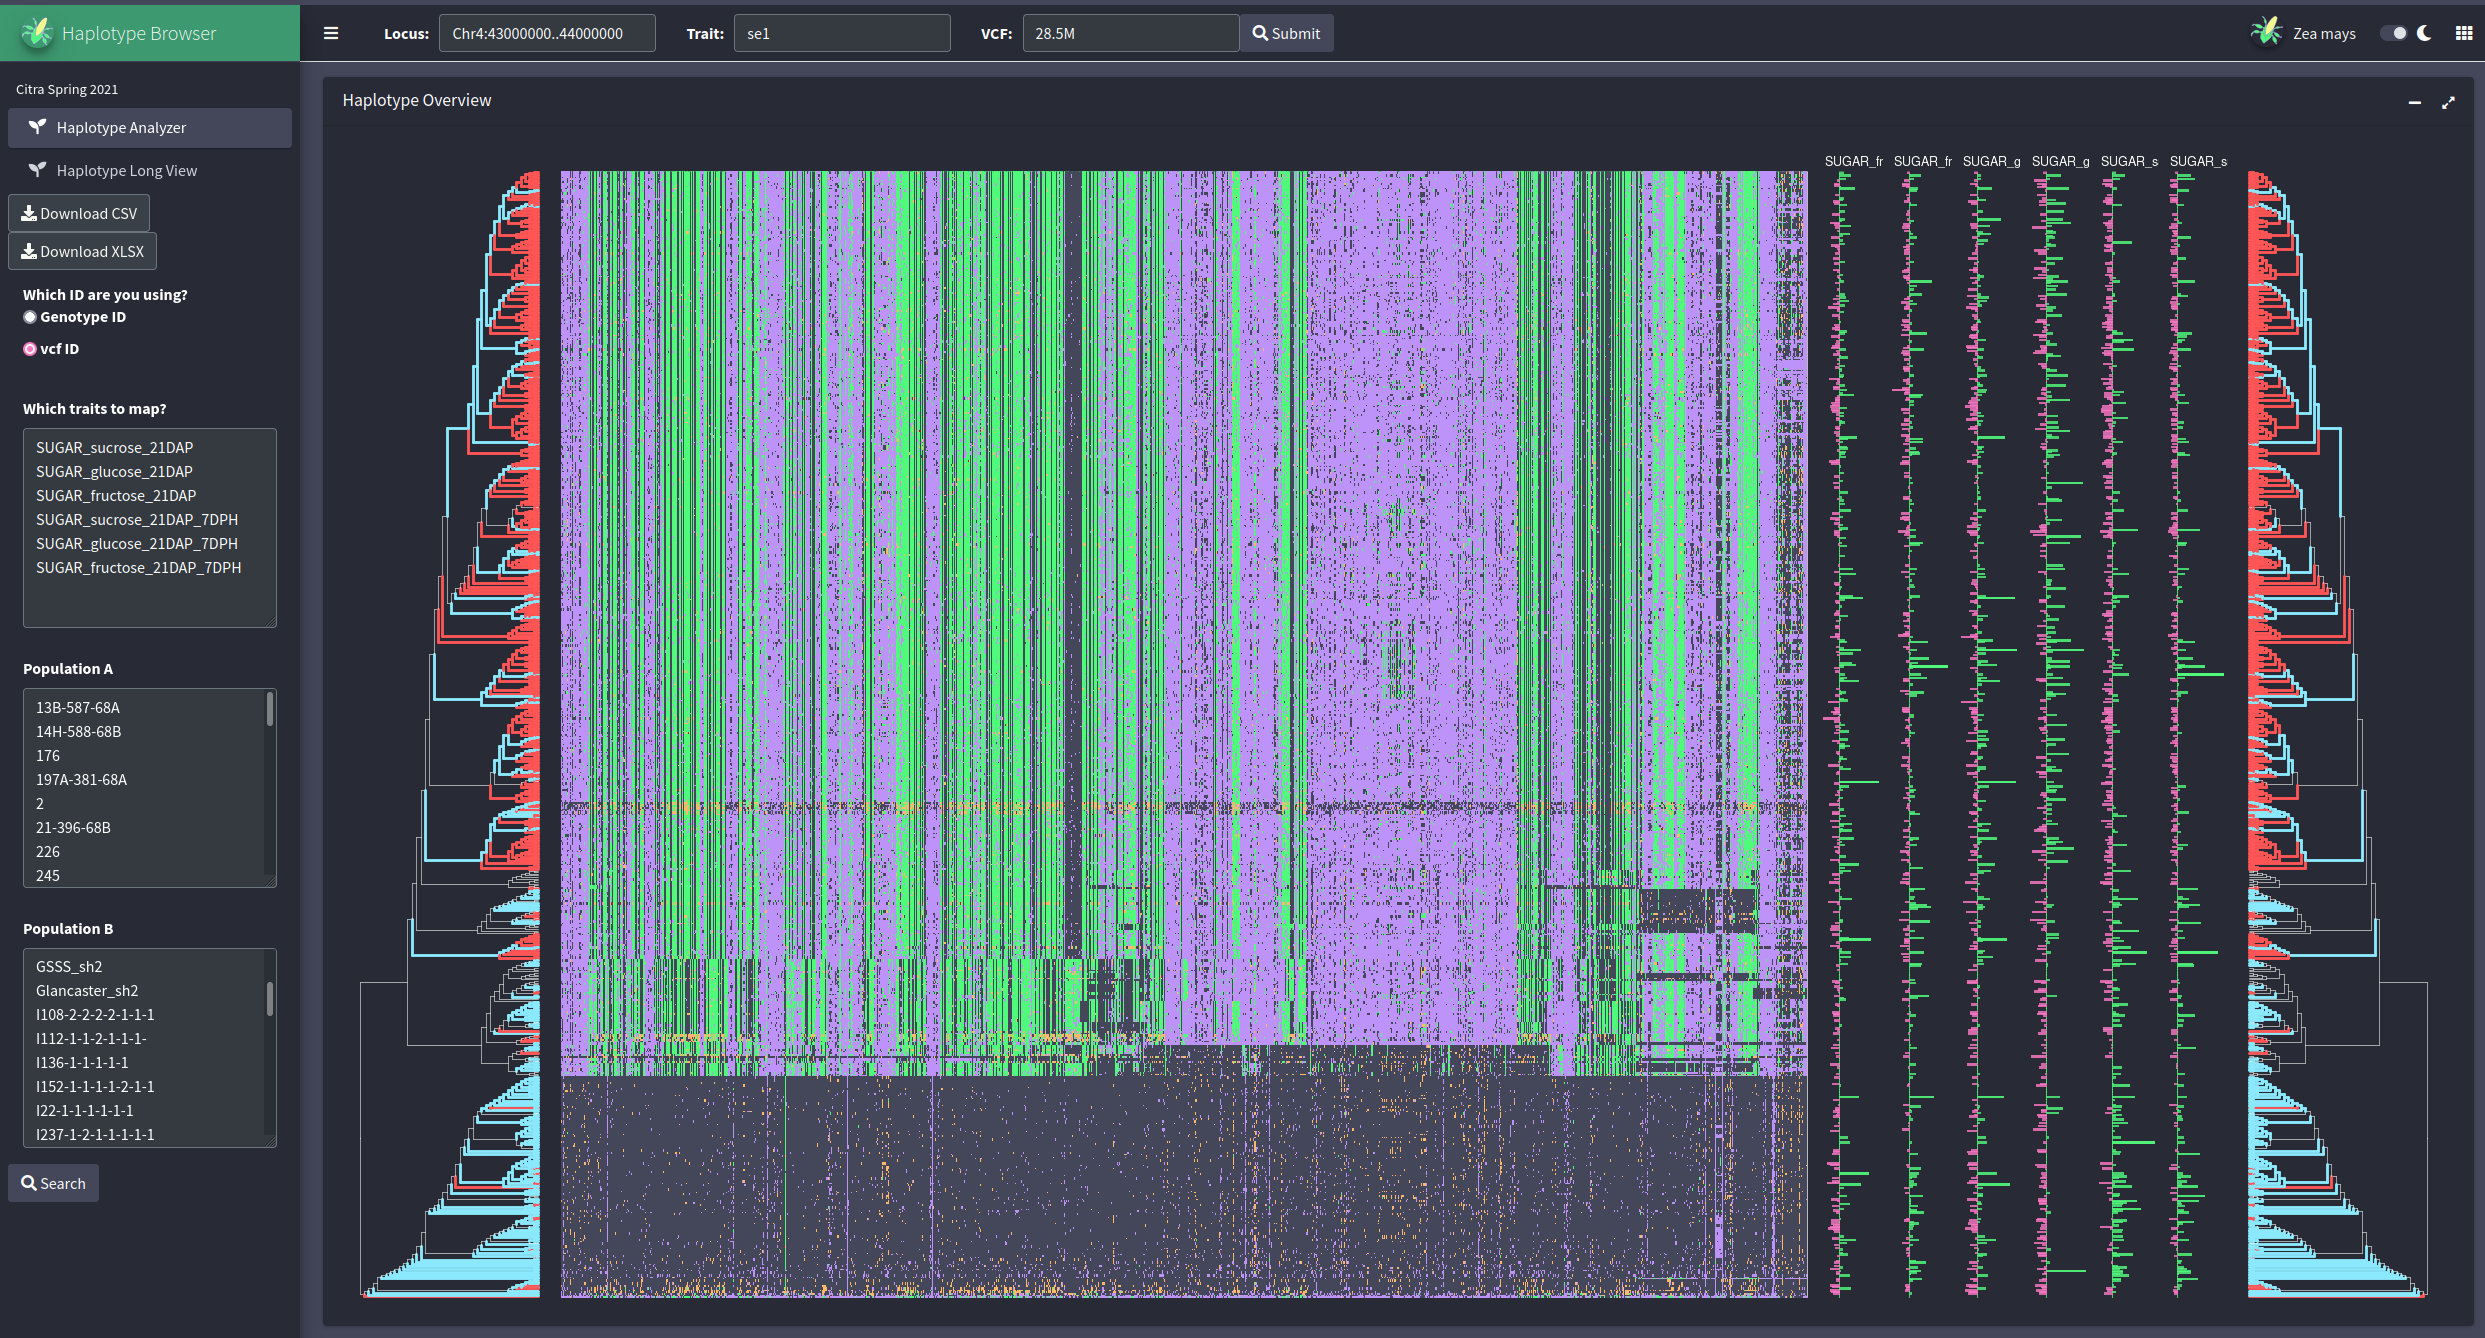 Haplotype Browser
Locus: Chr4:43000000..44000000 Trait: se1 VCF: 28.5M Submit
Zea mays
Citra Spring 2021
Haplotype Analyzer
Haplotype Long View
Download CSV
Download XLSX
Which ID are you using?
Genotype ID
vcf ID
Which traits to map?
SUGAR_sucrose_21DAP
SUGAR_glucose_21DAP
SUGAR_fructose_21DAP
SUGAR_sucrose_21DAP_7DPH
SUGAR_glucose_21DAP_7DPH
SUGAR_fructose_21DAP_7DPH
Population A
13B-587-68A
14H-588-68B
176
197A-381-68A
2
21-396-68B
226
245
Population B
GSSS_sh2
Glancaster_sh2
I108-2-2-2-2-1-1-1
I112-1-1-2-1-1-1-
I136-1-1-1-1-1
I152-1-1-1-1-2-1-1
I22-1-1-1-1-1-1
I237-1-2-1-1-1-1-1
Search
Haplotype Overview
SUGAR_fr SUGAR_fr SUGAR_g SUGAR_g SUGAR_s SUGAR_s